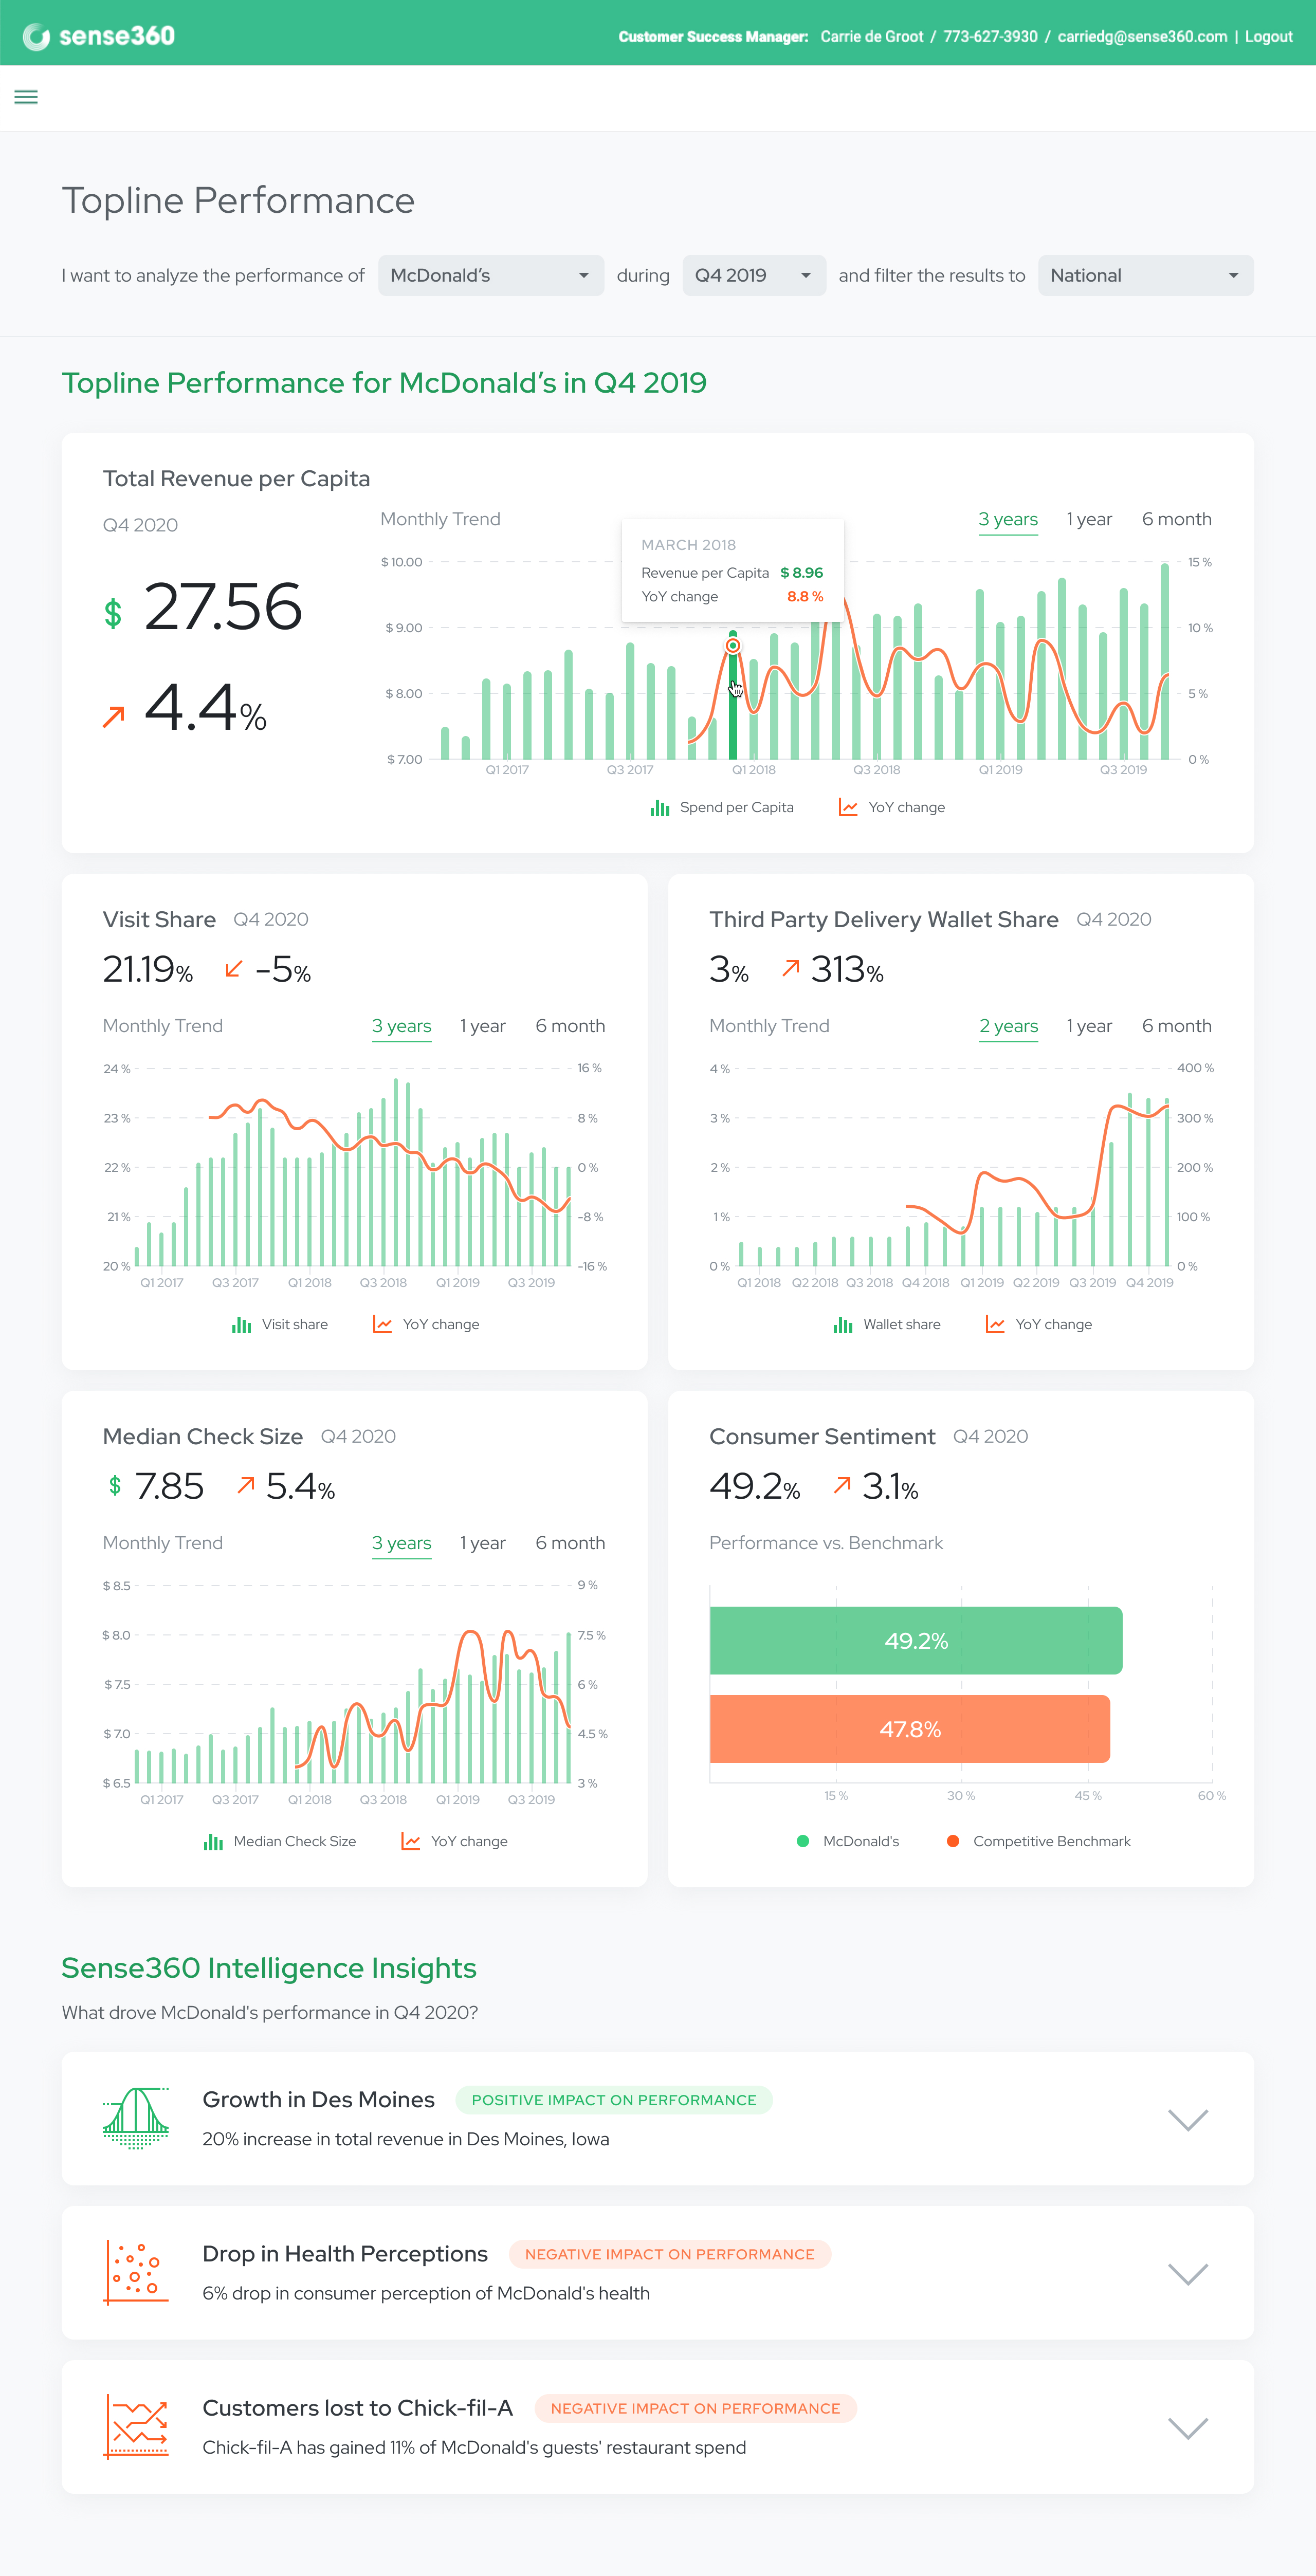 sense360
Customer Success Manager: Carrie de Groot / 773-627-3930 / carriedg@sense360.com | Logout
Topline Performance
I want to analyze the performance of McDonald's during Q4 2019 and filter the results to National
Topline Performance for McDonald's in Q4 2019
Total Revenue per Capita
Q4 2020
$ 27.56
4.4%
Monthly Trend
3 years 1 year 6 month
MARCH 2018
Revenue per Capita $ 8.96
YoY change 8.8 %
$ 10.00 15 %
$ 9.00 10 %
$ 8.00 5 %
$ 7.00 0 %
Q1 2017 Q3 2017 Q1 2018 Q3 2018 Q1 2019 Q3 2019
Spend per Capita YoY change
Visit Share Q4 2020
21.19% -5%
Monthly Trend 3 years 1 year 6 month
24 % 16 %
23 % 8 %
22 % 0 %
21 % -8 %
20 % -16 %
Q1 2017 Q3 2017 Q1 2018 Q3 2018 Q1 2019 Q3 2019
Visit share YoY change
Third Party Delivery Wallet Share Q4 2020
3% 313%
Monthly Trend 2 years 1 year 6 month
4 % 400 %
3 % 300 %
2 % 200 %
1 % 100 %
0 % 0 %
Q1 2018 Q2 2018 Q3 2018 Q4 2018 Q1 2019 Q2 2019 Q3 2019 Q4 2019
Wallet share YoY change
Median Check Size Q4 2020
$ 7.85 5.4%
Monthly Trend 3 years 1 year 6 month
$ 8.5 9 %
$ 8.0 7.5 %
$ 7.5 6 %
$ 7.0 4.5 %
$ 6.5 3 %
Q1 2017 Q3 2017 Q1 2018 Q3 2018 Q1 2019 Q3 2019
Median Check Size YoY change
Consumer Sentiment Q4 2020
49.2% 3.1%
Performance vs. Benchmark
49.2%
47.8%
15 % 30 % 45 % 60 %
McDonald's Competitive Benchmark
Sense360 Intelligence Insights
What drove McDonald's performance in Q4 2020?
Growth in Des Moines POSITIVE IMPACT ON PERFORMANCE
20% increase in total revenue in Des Moines, Iowa
Drop in Health Perceptions NEGATIVE IMPACT ON PERFORMANCE
6% drop in consumer perception of McDonald's health
Customers lost to Chick-fil-A NEGATIVE IMPACT ON PERFORMANCE
Chick-fil-A has gained 11% of McDonald's guests' restaurant spend